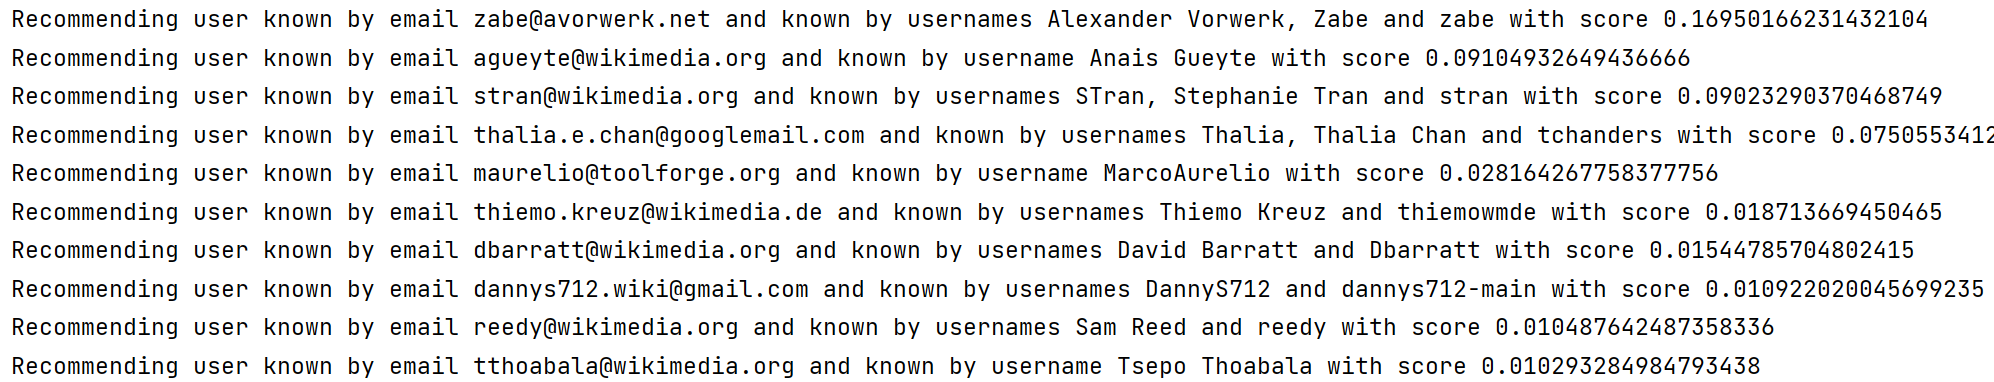 Recommending user known by email zabe@avorwerk.net and known by usernames Alexander Vorwerk, Zabe and zabe with score 0.16950166231432104
Recommending user known by email agueyte@wikimedia.org and known by username Anais Gueyte with score 0.09104932649436666
Recommending user known by email stran@wikimedia.org and known by usernames STran, Stephanie Tran and stran with score 0.09023290370468749
Recommending user known by email thalia.e.chan@googlemail.com and known by usernames Thalia, Thalia Chan and tchanders with score 0.0750553412
Recommending user known by email maurelio@toolforge.org and known by username MarcoAurelio with score 0.028164267758377756
Recommending user known by email thiemo.kreuz@wikimedia.de and known by usernames Thiemo Kreuz and thiemowmde with score 0.018713669450465
Recommending user known by email dbarratt@wikimedia.org and known by usernames David Barratt and Dbarratt with score 0.01544785704802415
Recommending user known by email dannys712.wiki@gmail.com and known by usernames DannyS712 and dannys712-main with score 0.010922020045699235
Recommending user known by email reedy@wikimedia.org and known by usernames Sam Reed and reedy with score 0.010487642487358336
Recommending user known by email tthoabala@wikimedia.org and known by username Tsepo Thoabala with score 0.010293284984793438